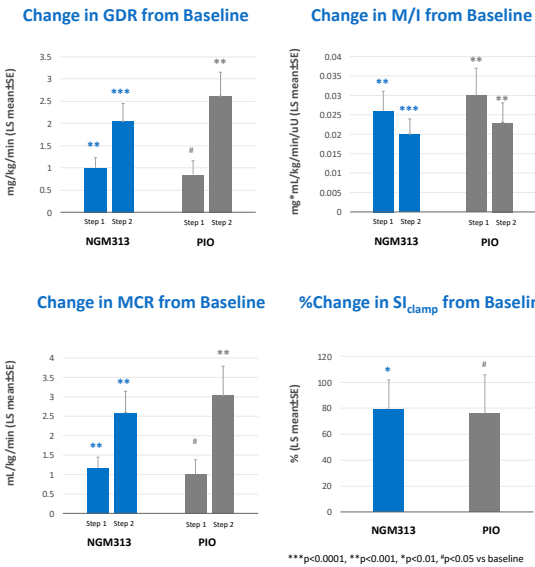 Change in GDR from Baseline
mg/kg/min (LS mean±SE)
3.5
3
2.5
2
1.5
1
0.5
0
**
***
#
**
Step 1 Step 2 Step 1 Step 2
NGM313 PIO
Change in M/I from Baseline
mg*mL/kg/min/uU (LS mean±SE)
0.04
0.035
0.03
0.025
0.02
0.015
0.01
0.005
0
**
***
**
**
Step 1 Step 2 Step 1 Step 2
NGM313 PIO
Change in MCR from Baseline
mL/kg/min (LS mean±SE)
4
3.5
3
2.5
2
1.5
1
0.5
0
**
**
#
**
Step 1 Step 2 Step 1 Step 2
NGM313 PIO
%Change in SIclamp from Baselin
% (LS mean±SE)
120
100
80
60
40
20
0
*
#
NGM313 PIO
***p<0.0001, **p<0.001, *p<0.01, #p<0.05 vs baseline